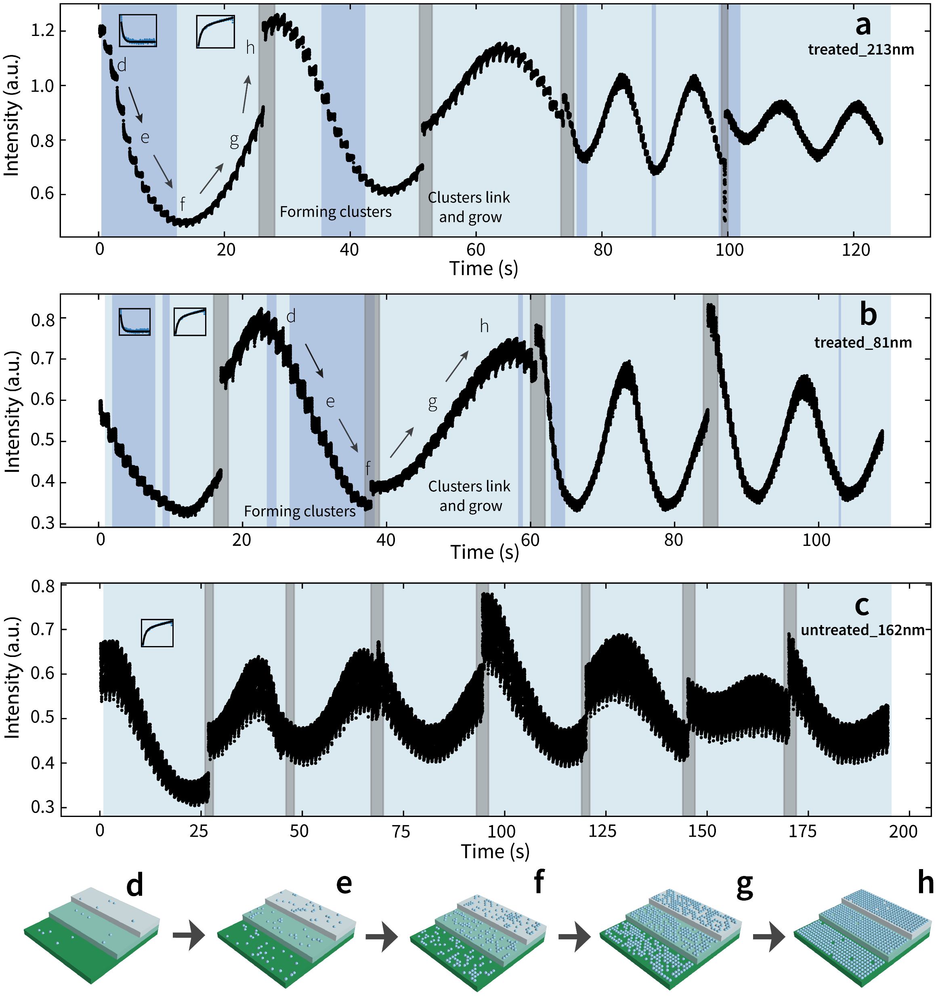 a
treated_213nm
Intensity (a.u.)
1.2
1.0
0.8
0.6
d
e
f
g
h
Forming clusters
Clusters link
and grow
0 20 40 60 80 100 120
Time (s)
b
treated_81nm
Intensity (a.u.)
0.8
0.7
0.6
0.5
0.4
0.3
d
e
f
g
h
Forming clusters
Clusters link
and grow
0 20 40 60 80 100
Time (s)
c
untreated_162nm
Intensity (a.u.)
0.8
0.7
0.6
0.5
0.4
0.3
0 25 50 75 100 125 150 175 200
Time (s)
d e f g h